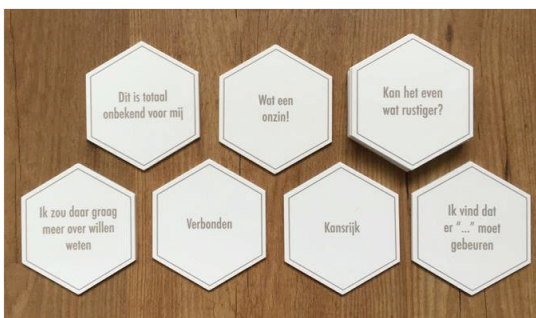 Dit is totaal
onbekend voor mij
Wat een
onzin!
Kan het even
wat rustiger?
Ik zou daar graag
meer over willen
weten
Verbonden
Kansrijk
Ik vind dat
er "..." moet
gebeuren